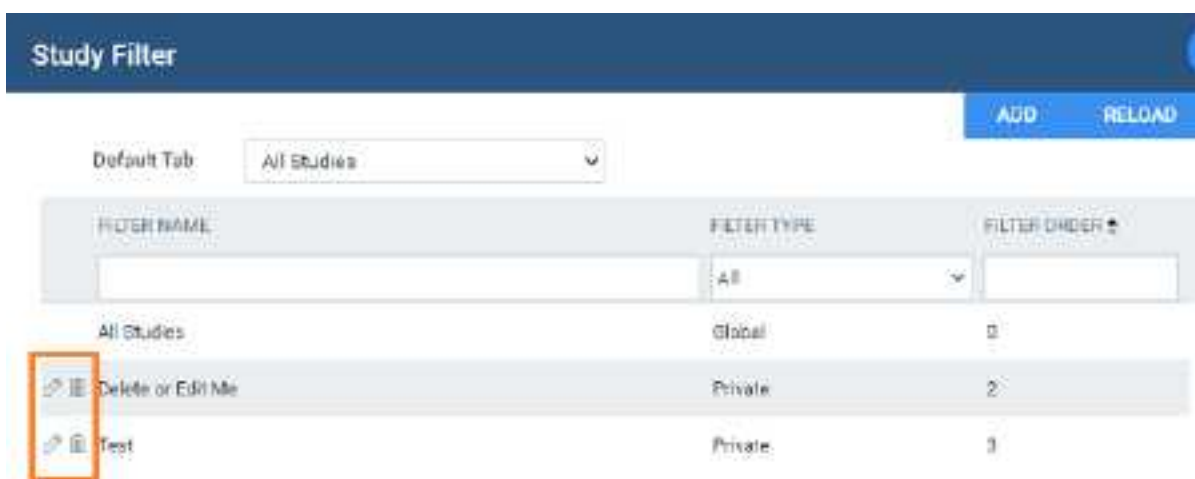 Study Filter
ADD RELOAD
Default Tab All Studies
FILTER NAME FILTER TYPE FILTER ORDER
All
All Studies Global 0
Delete or Edit Me Private 2
Test Private 3